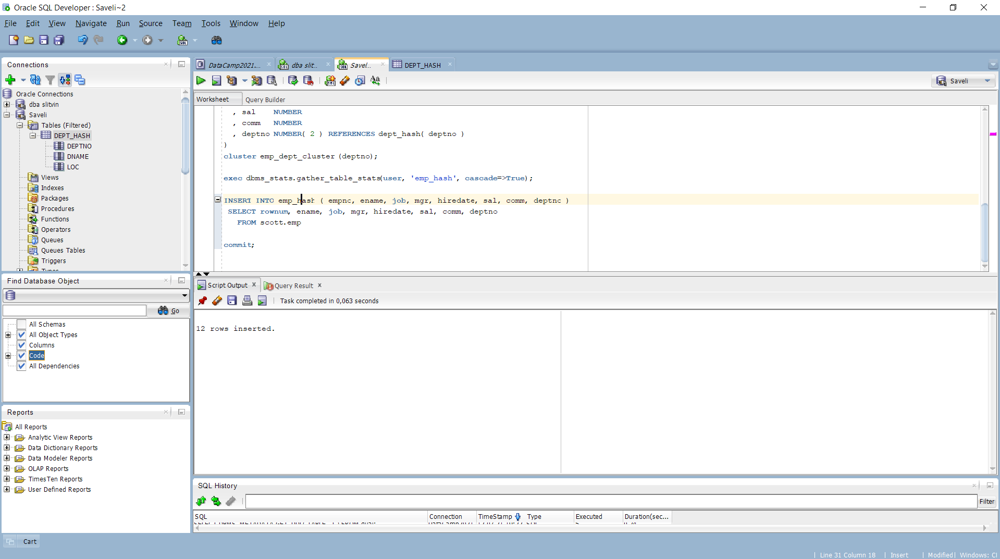 Oracle SQL Developer : Saveli~2
File Edit View Navigate Run Source Team Tools Window Help
Connections
Oracle Connections
dba slitvin
Saveli
Tables (Filtered)
DEPT_HASH
DEPTNO
DNAME
LOC
Views
Indexes
Packages
Procedures
Functions
Operators
Queues
Queues Tables
Triggers
Types
Find Database Object
Go
All Schemas
All Object Types
Columns
Code
All Dependencies
Reports
All Reports
Analytic View Reports
Data Dictionary Reports
Data Modeler Reports
OLAP Reports
TimesTen Reports
User Defined Reports
Cart
DataCamp2021.... dba slit.. Savel... DEPT_HASH
Saveli
Worksheet Query Builder
, sal NUMBER
, comm NUMBER
, deptno NUMBER( 2 ) REFERENCES dept_hash( deptno )
)
cluster emp_dept_cluster (deptno);
exec dbms_stats.gather_table_stats(user, 'emp_hash', cascade=>True);
INSERT INTO emp_hash ( empno, ename, job, mgr, hiredate, sal, comm, deptno )
SELECT rownum, ename, job, mgr, hiredate, sal, comm, deptno
FROM scott.emp
commit;
Script Output Query Result
Task completed in 0,063 seconds
12 rows inserted.
SQL History
Filter
SQL Connection TimeStamp Type Executed Duration(sec...
Line 31 Column 18 Insert Modified Windows: Cl